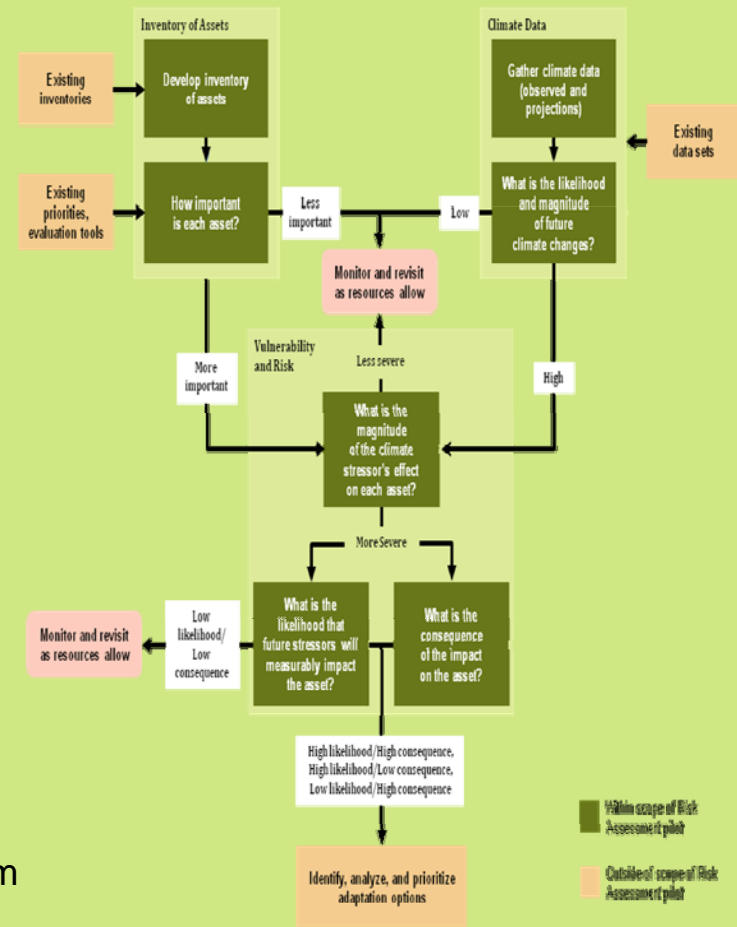 Inventory of Assets
Climate Data
Existing
inventories
Develop inventory
of assets
Gather climate data
(observed and
projections)
Existing
data sets
Existing
priorities,
evaluation tools
How important
is each asset?
Less
important
Low
What is the likelihood
and magnitude
of future
climate changes?
Monitor and revisit
as resources allow
Vulnerability
and Risk
Less severe
More
important
High
What is the
magnitude
of the climate
stressor's effect
on each asset?
More Severe
Monitor and revisit
as resources allow
Low
likelihood/
Low
consequence
What is the
likelihood that
future stressors will
measurably impact
the asset?
What is the
consequence
of the impact
on the asset?
High likelihood/High consequence,
High likelihood/Low consequence,
Low likelihood/High consequence
Within scope of Risk
Assessment pilot
m
Identify, analyze, and prioritize
adaptation options
Outside of scope of Risk
Assessment pilot